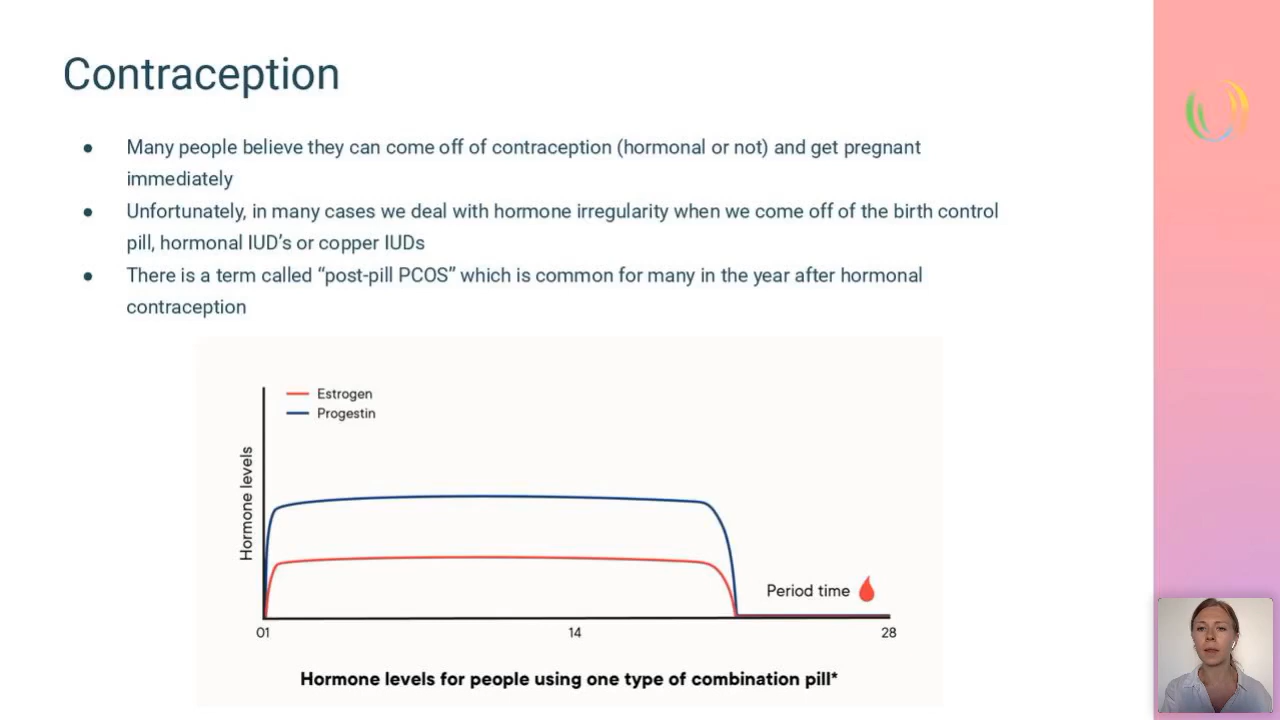 Contraception
● Many people believe they can come off of contraception (hormonal or not) and get pregnant
immediately
● Unfortunately, in many cases we deal with hormone irregularity when we come off of the birth control
pill, hormonal IUD’s or copper IUDs
● There is a term called “post-pill PCOS” which is common for many in the year after hormonal
contraception
Estrogen
Progestin
Hormone levels
Period time
01 14 28
Hormone levels for people using one type of combination pill*